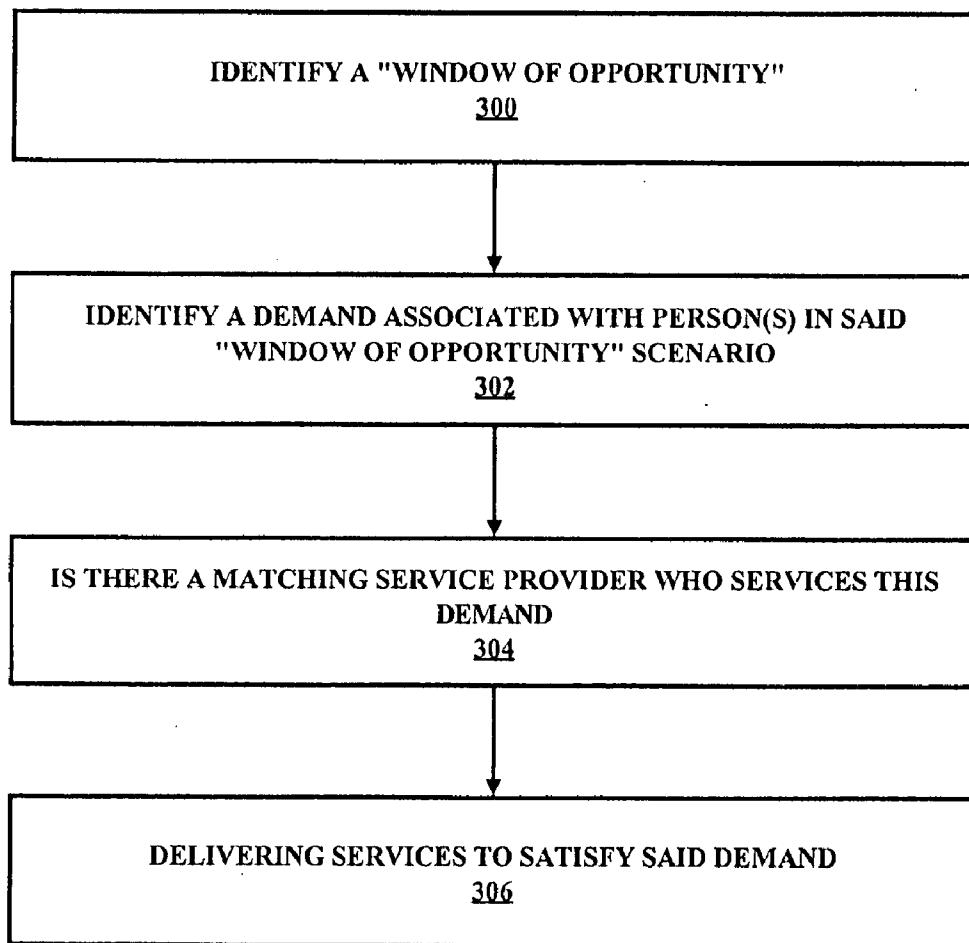 IDENTIFY A "WINDOW OF OPPORTUNITY"
300
IDENTIFY A DEMAND ASSOCIATED WITH PERSON(S) IN SAID
"WINDOW OF OPPORTUNITY" SCENARIO
302
IS THERE A MATCHING SERVICE PROVIDER WHO SERVICES THIS
DEMAND
304
DELIVERING SERVICES TO SATISFY SAID DEMAND
306